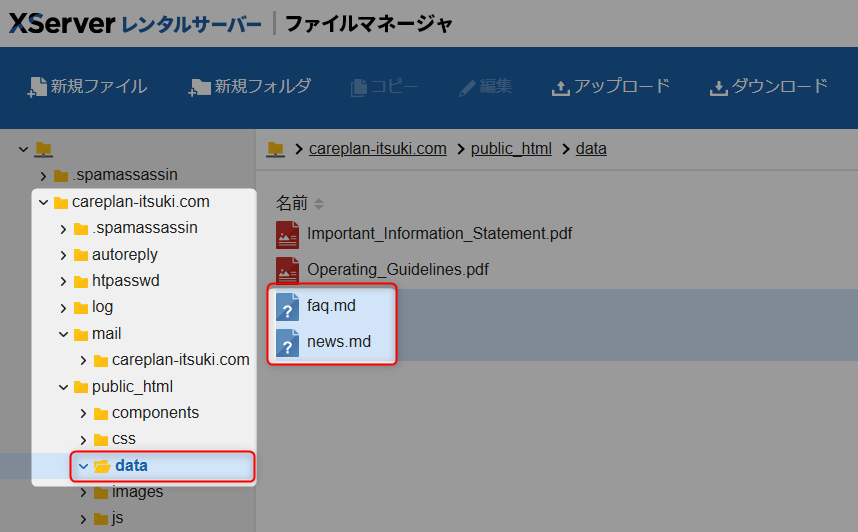 XServer レンタルサーバー ファイルマネージャ
新規ファイル 新規フォルダ コピー 編集 アップロード ダウンロード
careplan-itsuki.com public_html data
.spamassassin
careplan-itsuki.com
.spamassassin
autoreply
htpasswd
log
mail
careplan-itsuki.com
public_html
components
css
data
images
js
名前
Important_Information_Statement.pdf
Operating_Guidelines.pdf
faq.md
news.md